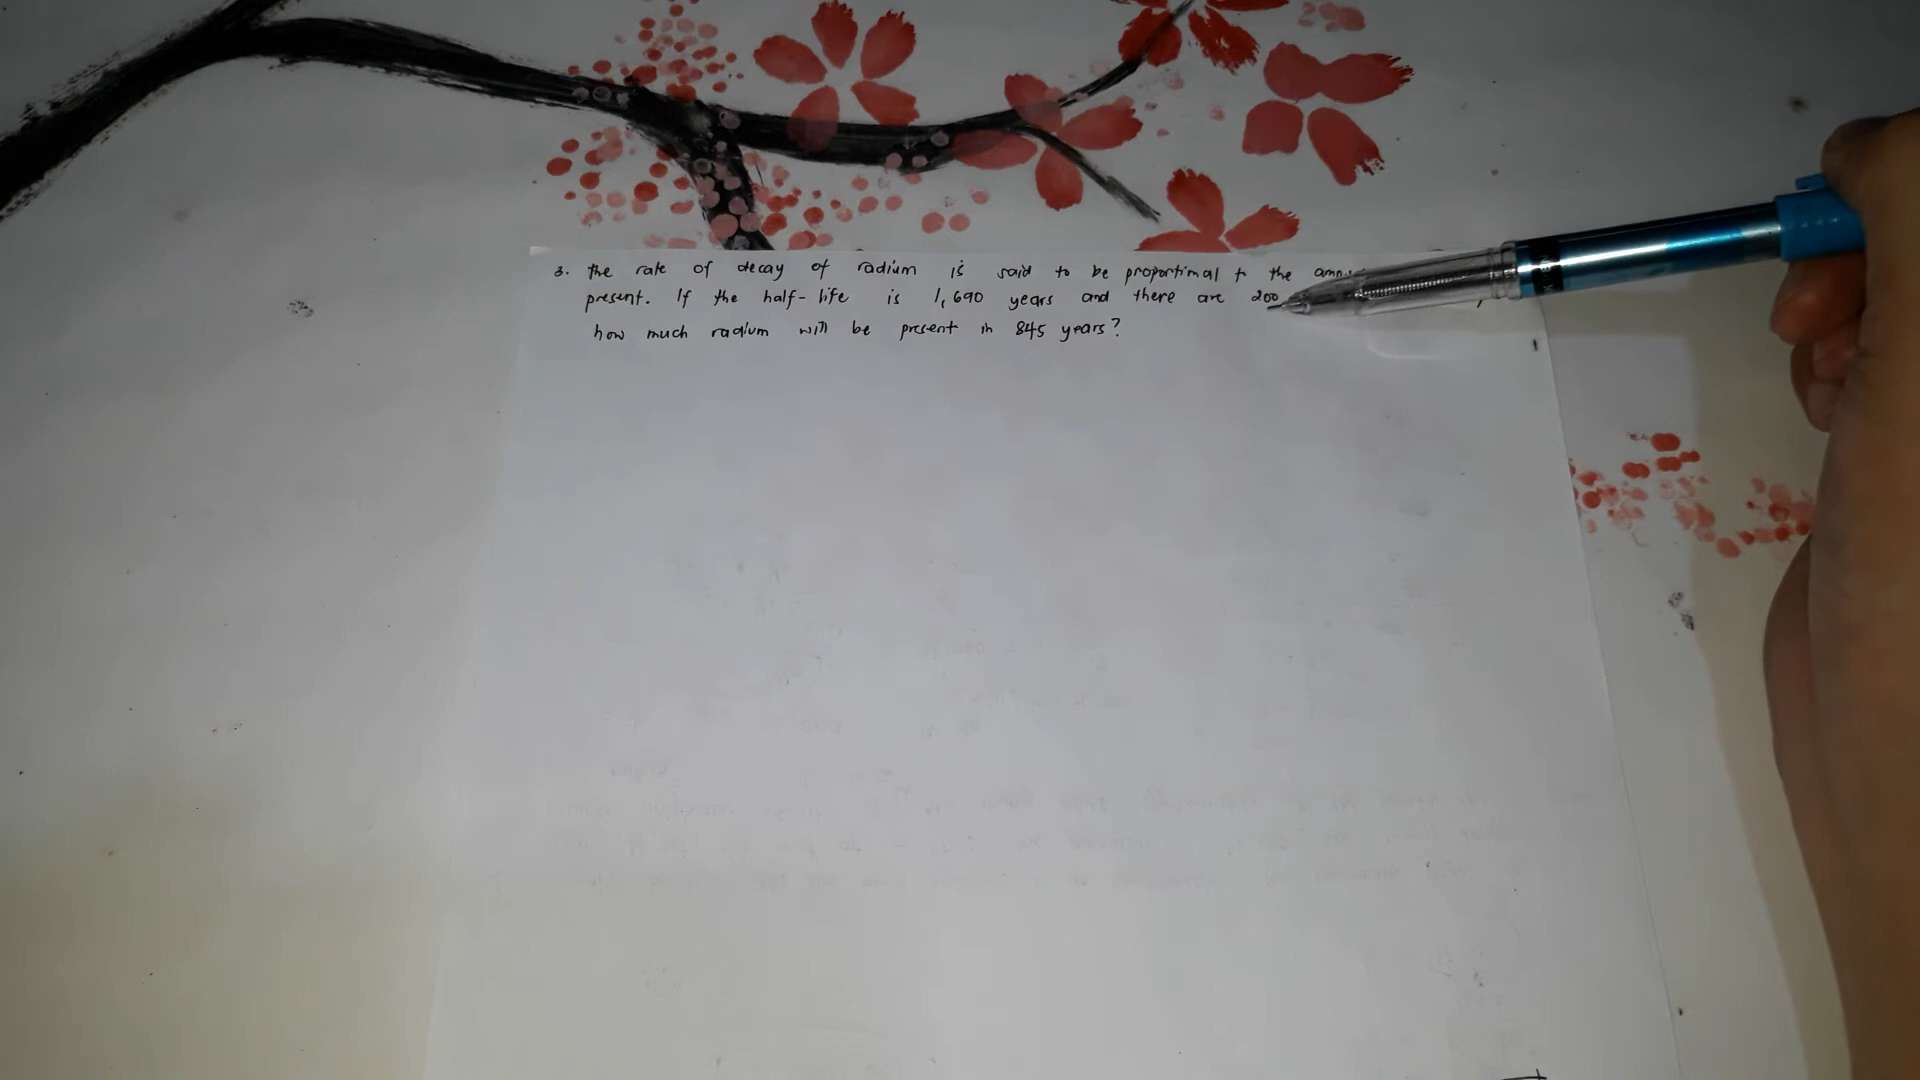 3. the rate of decay of radium is said to be proportimal to the
present. If the half-life is 1,690 years and there are 200
how much radium will be present in 845 years?